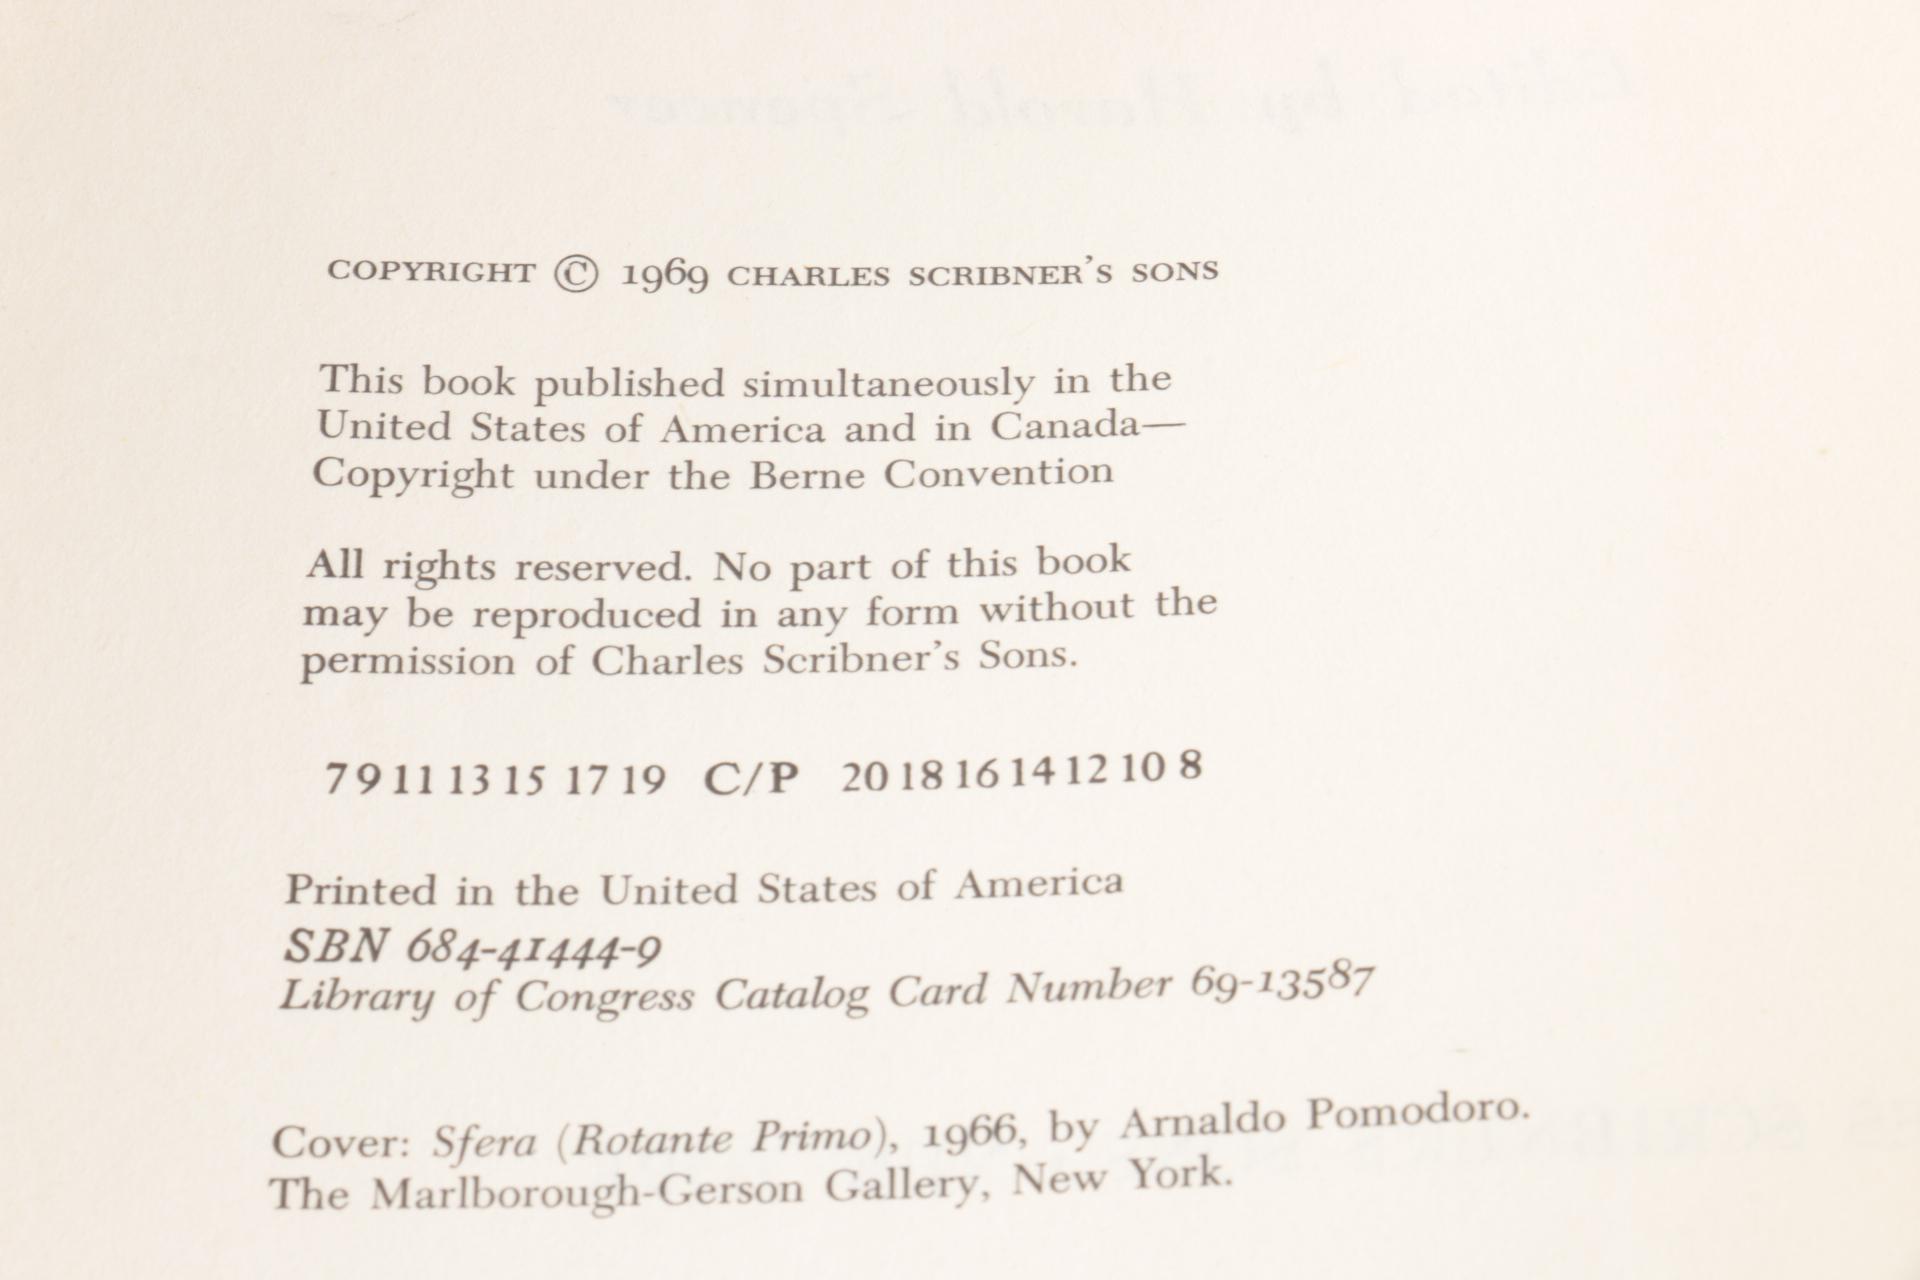 COPYRIGHT © 1969 CHARLES SCRIBNER'S SONS
This book published simultaneously in the
United States of America and in Canada—
Copyright under the Berne Convention
All rights reserved. No part of this book
may be reproduced in any form without the
permission of Charles Scribner's Sons.
7 9 11 13 15 17 19 C/P 20 18 16 14 12 10 8
Printed in the United States of America
SBN 684-41444-9
Library of Congress Catalog Card Number 69-13587
Cover: Sfera (Rotante Primo), 1966, by Arnaldo Pomodoro.
The Marlborough-Gerson Gallery, New York.